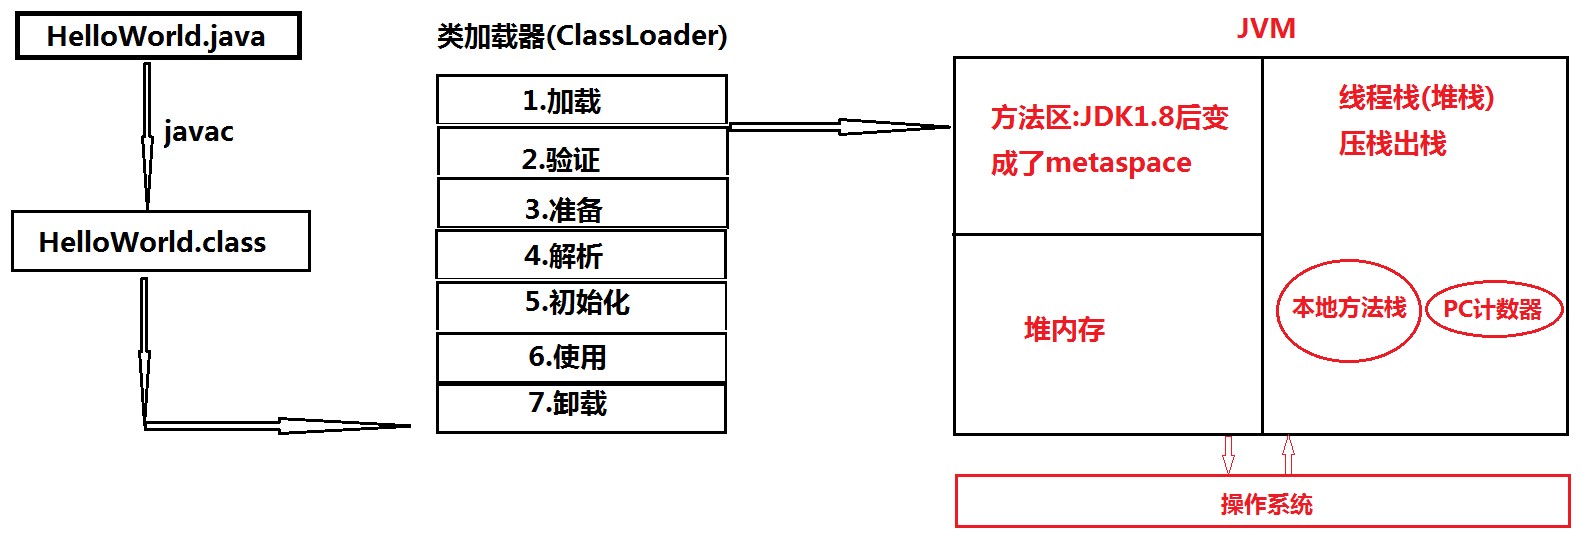 HelloWorld.java
javac
HelloWorld.class
类加载器(ClassLoader)
1.加载
2.验证
3.准备
4.解析
5.初始化
6.使用
7.卸载
JVM
方法区:JDK1.8后变
成了metaspace
线程栈(堆栈)
压栈出栈
堆内存
本地方法栈
PC计数器
操作系统